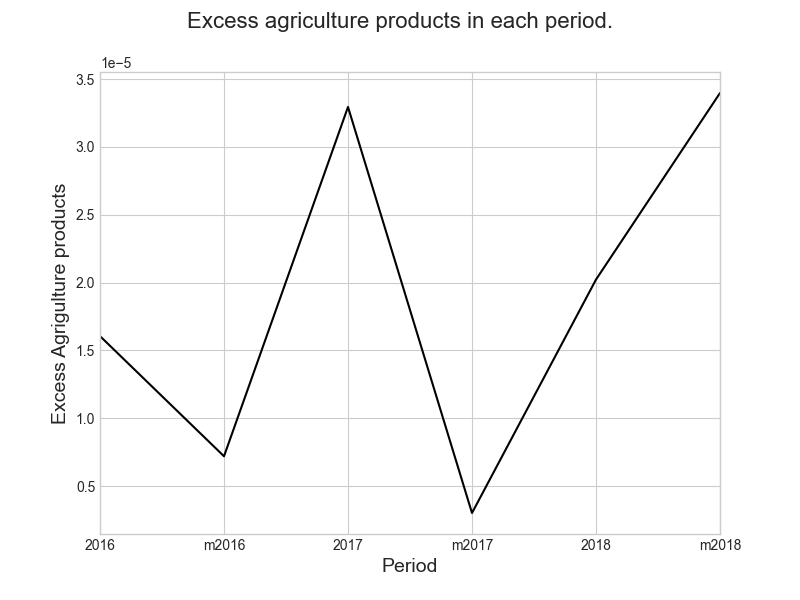 Excess agriculture products in each period.
1e−5
3.5
3.0
2.5
2.0
1.5
1.0
0.5
Excess Agrigulture products
2016 m2016 2017 m2017 2018 m2018
Period